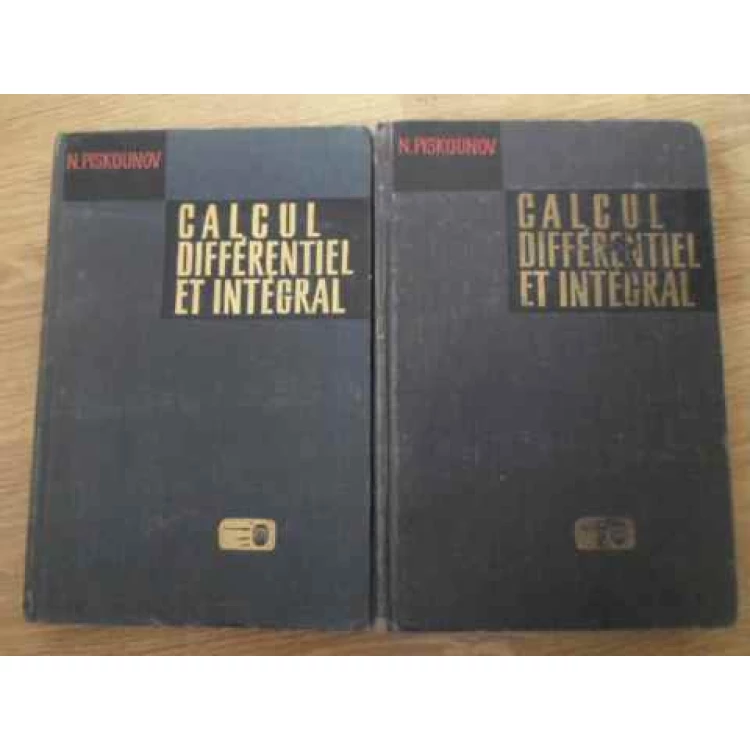 N. PISKOUNOV
CALCUL
DIFFÉRENTIEL
ET INTÉGRAL
N. PISKOUNOV
CALCUL
DIFFÉRENTIEL
ET INTÉGRAL